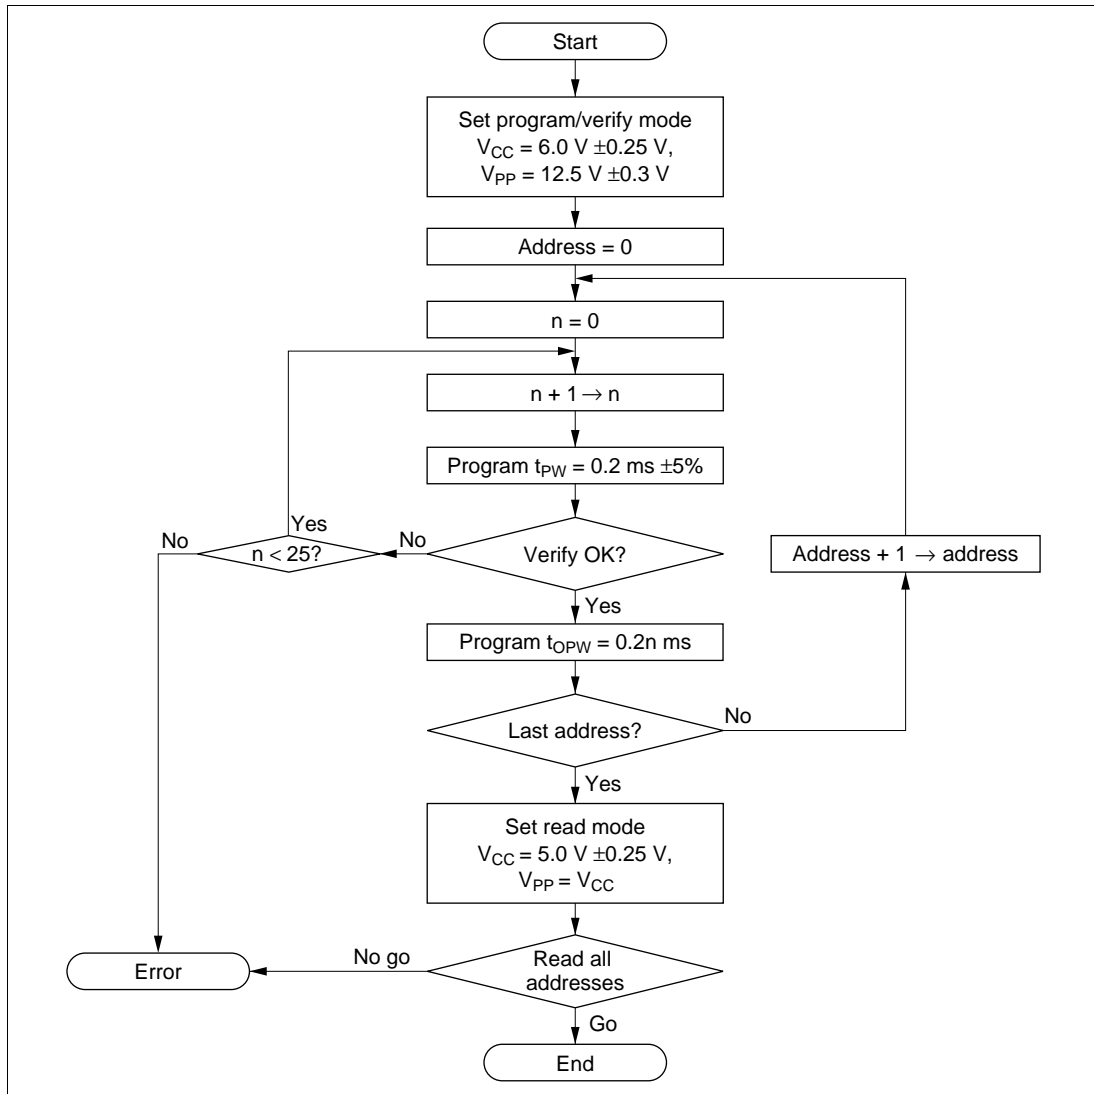 Start
Set program/verify mode
VCC = 6.0 V ±0.25 V,
VPP = 12.5 V ±0.3 V
Address = 0
n = 0
n + 1 → n
Program tPW = 0.2 ms ±5%
No
n < 25?
Yes
No
Verify OK?
Address + 1 → address
Yes
Program tOPW = 0.2n ms
Last address?
No
Yes
Set read mode
VCC = 5.0 V ±0.25 V,
VPP = VCC
Error
No go
Read all
addresses
Go
End